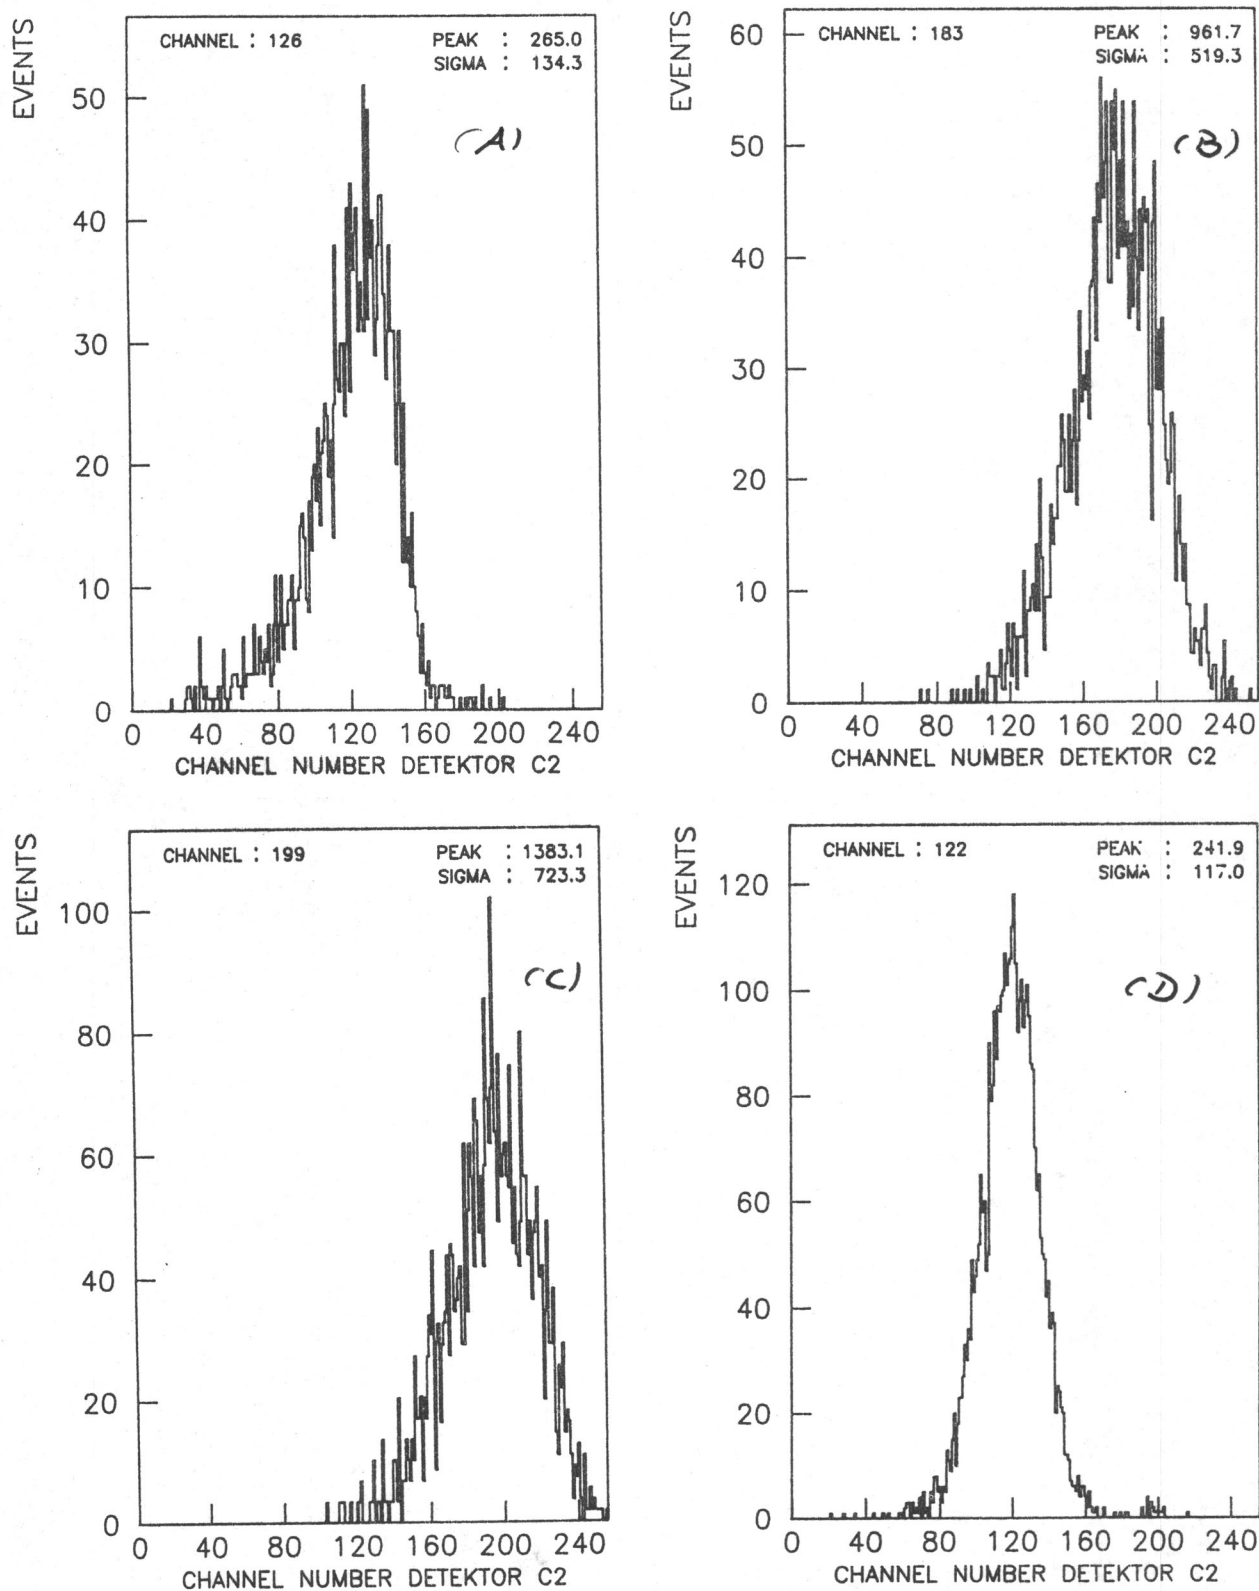 EVENTS
CHANNEL : 126
PEAK : 265.0
SIGMA : 134.3
(A)
50
40
30
20
10
0
0 40 80 120 160 200 240
CHANNEL NUMBER DETEKTOR C2
EVENTS
CHANNEL : 183
PEAK : 961.7
SIGMA : 519.3
(B)
60
50
40
30
20
10
0
0 40 80 120 160 200 240
CHANNEL NUMBER DETEKTOR C2
EVENTS
CHANNEL : 199
PEAK : 1383.1
SIGMA : 723.3
(C)
100
80
60
40
20
0
0 40 80 120 160 200 240
CHANNEL NUMBER DETEKTOR C2
EVENTS
CHANNEL : 122
PEAK : 241.9
SIGMA : 117.0
(D)
120
100
80
60
40
20
0
0 40 80 120 160 200 240
CHANNEL NUMBER DETEKTOR C2